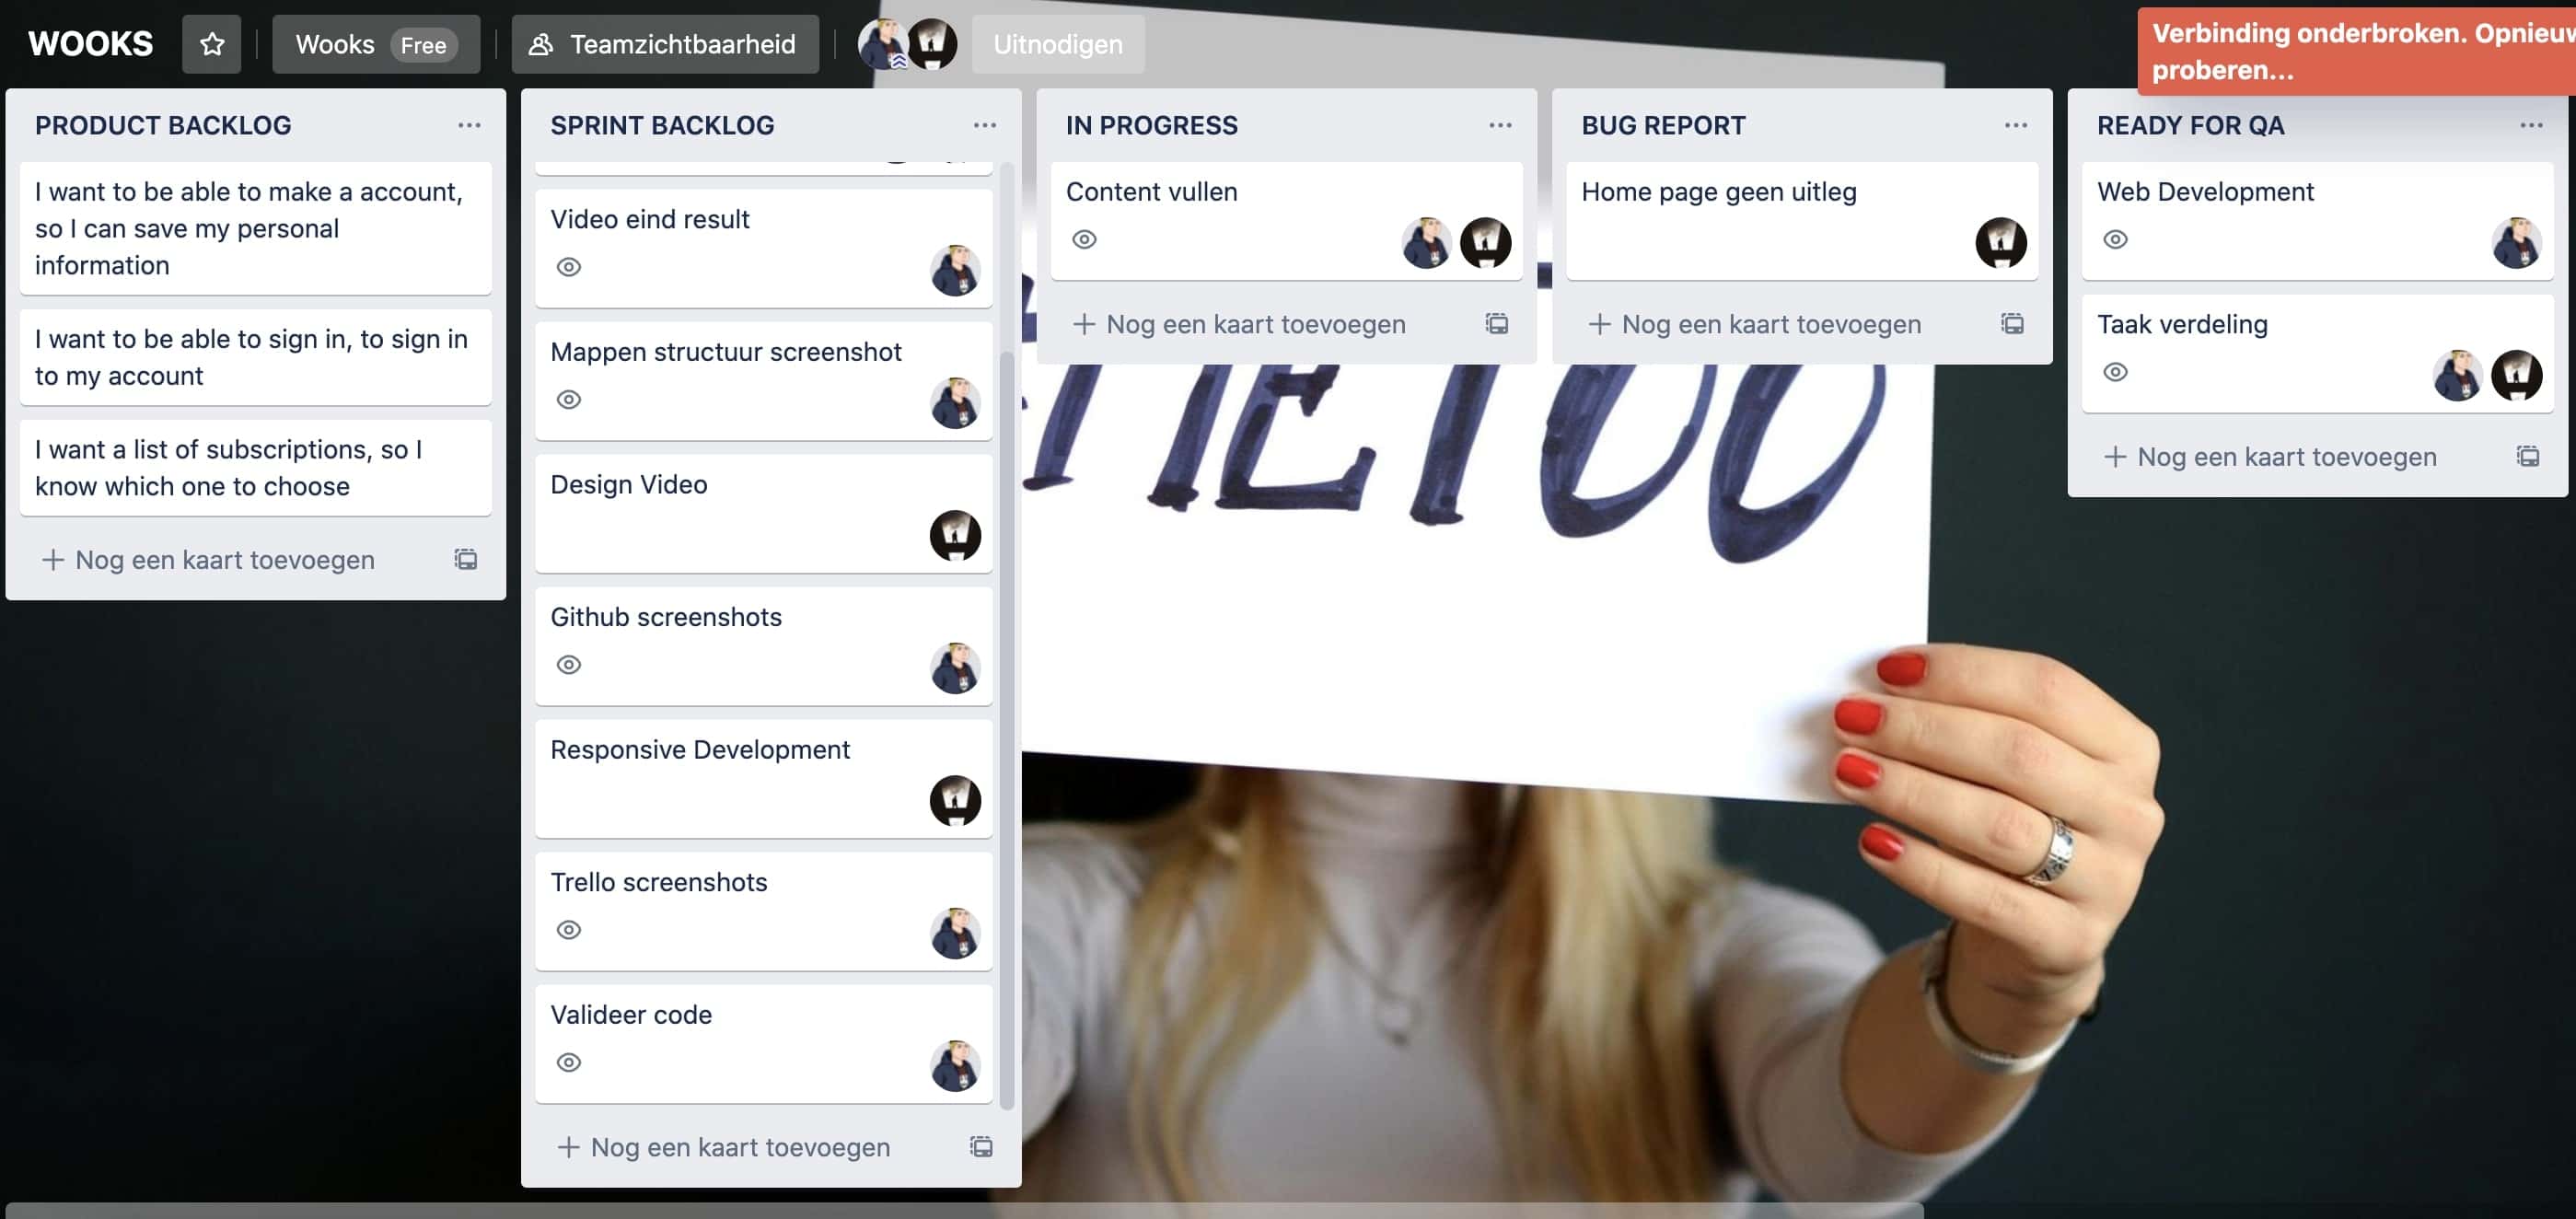 WOOKS
Wooks Free
Teamzichtbaarheid
Uitnodigen
Verbinding onderbroken. Opnieuw
proberen...
PRODUCT BACKLOG
I want to be able to make a account,
so I can save my personal
information
I want to be able to sign in, to sign in
to my account
I want a list of subscriptions, so I
know which one to choose
+ Nog een kaart toevoegen
SPRINT BACKLOG
Video eind result
Mappen structuur screenshot
Design Video
Github screenshots
Responsive Development
Trello screenshots
Valideer code
+ Nog een kaart toevoegen
IN PROGRESS
Content vullen
+ Nog een kaart toevoegen
BUG REPORT
Home page geen uitleg
+ Nog een kaart toevoegen
READY FOR QA
Web Development
Taak verdeling
+ Nog een kaart toevoegen
METOO